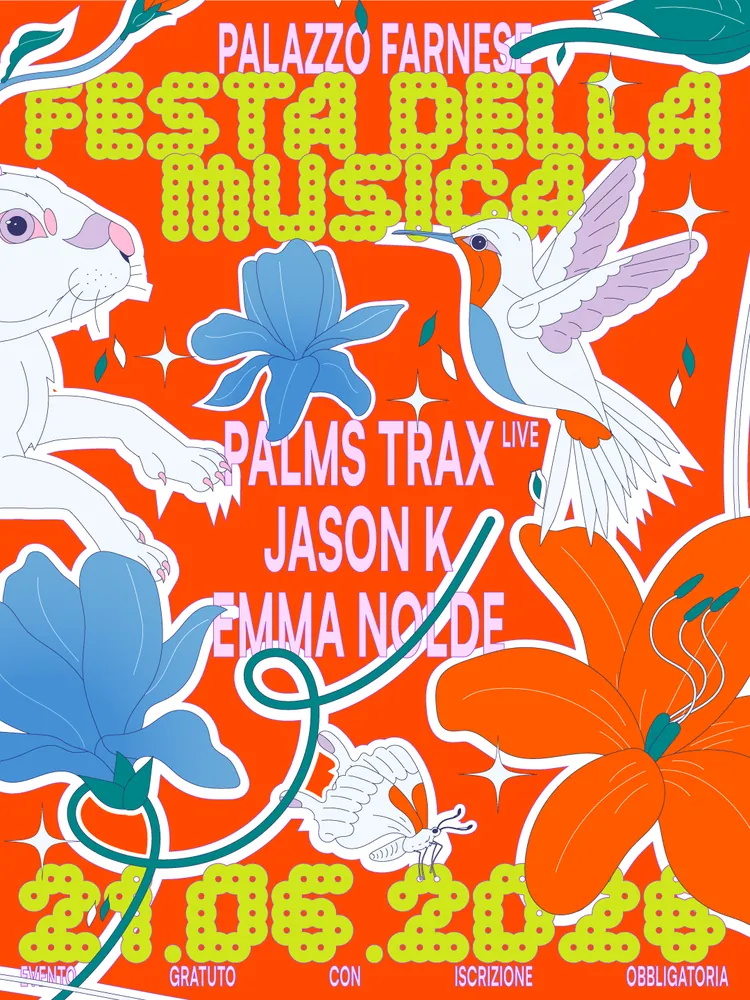 PALAZZO FARNESE
FESTA DELLA
MUSICA
PALMS TRAX LIVE
JASON K
EMMA NOLDE
21.06.2026
EVENTO GRATUTO CON ISCRIZIONE OBBLIGATORIA